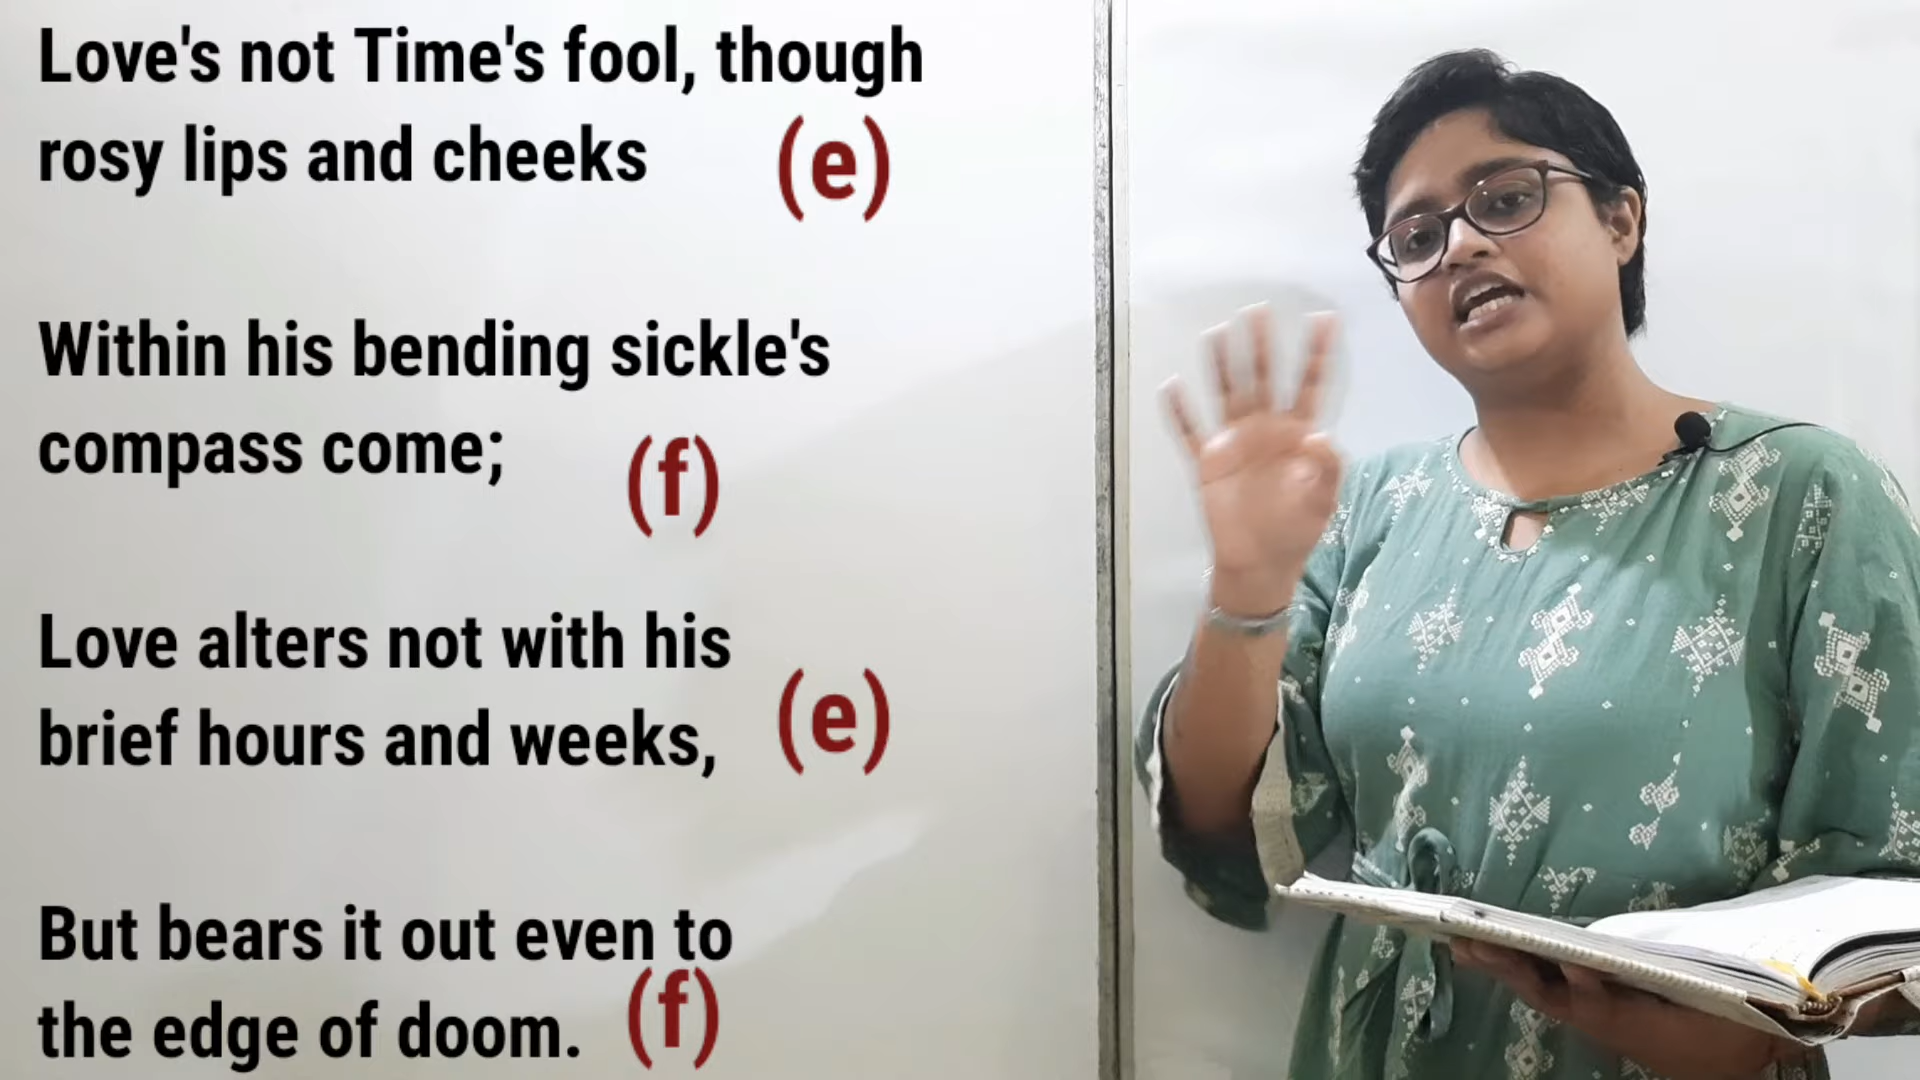 Love's not Time's fool, though
rosy lips and cheeks (e)
Within his bending sickle's
compass come; (f)
Love alters not with his
brief hours and weeks, (e)
But bears it out even to
the edge of doom. (f)